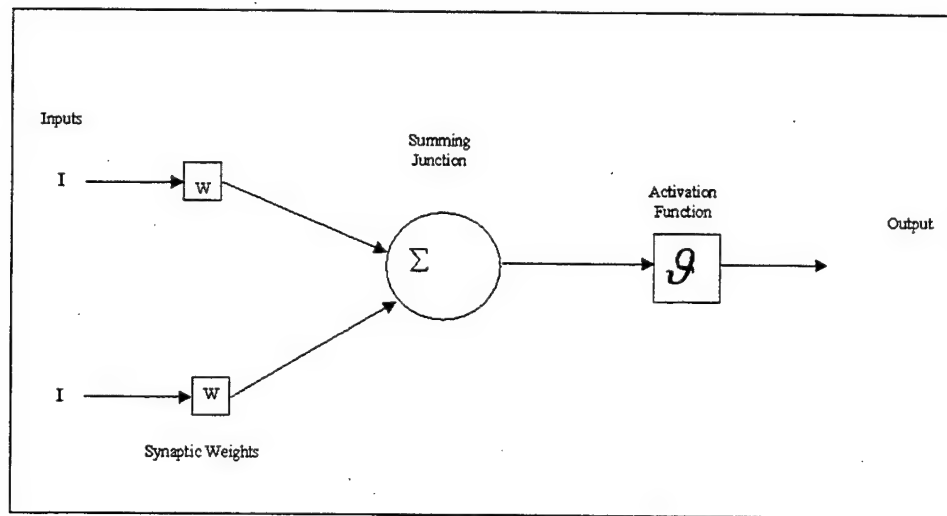 Inputs
Summing
Junction
I
W
Activation
Function
Output
Σ
ϑ
I
W
Synaptic Weights